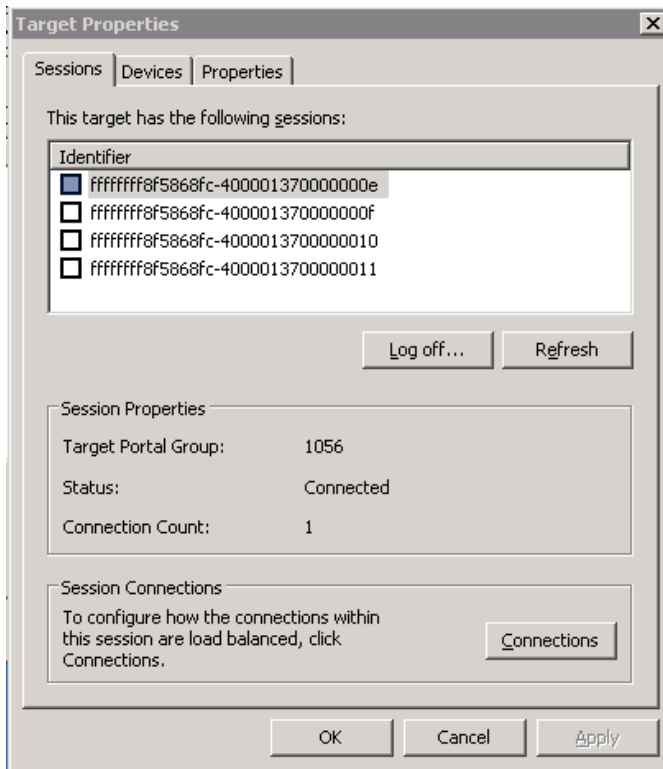 Target Properties
Sessions Devices Properties
This target has the following sessions:
Identifier
ffffffff8f5868fc-400001370000000e
ffffffff8f5868fc-400001370000000f
ffffffff8f5868fc-4000013700000010
ffffffff8f5868fc-4000013700000011
Log off... Refresh
Session Properties
Target Portal Group: 1056
Status: Connected
Connection Count: 1
Session Connections
To configure how the connections within
this session are load balanced, click
Connections.
Connections
OK Cancel Apply